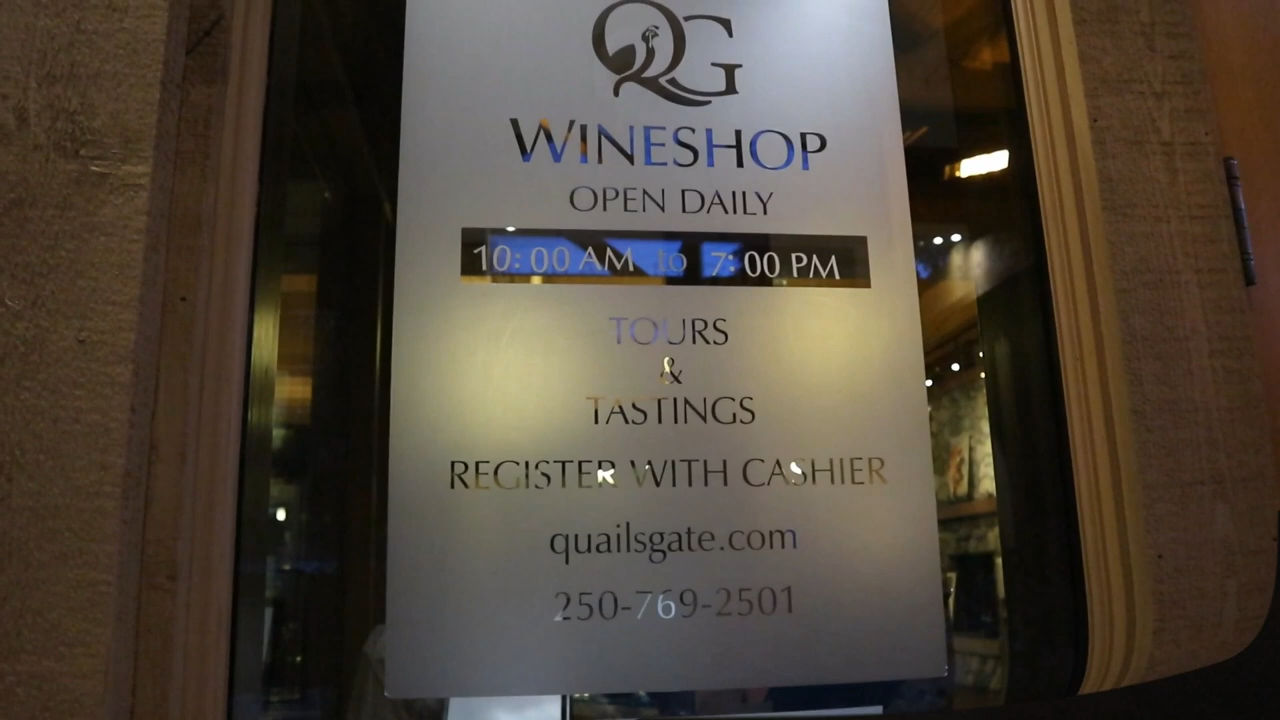 QG
WINESHOP
OPEN DAILY
10:00 AM to 7:00 PM
TOURS
&
TASTINGS
REGISTER WITH CASHIER
quailsgate.com
250-769-2501